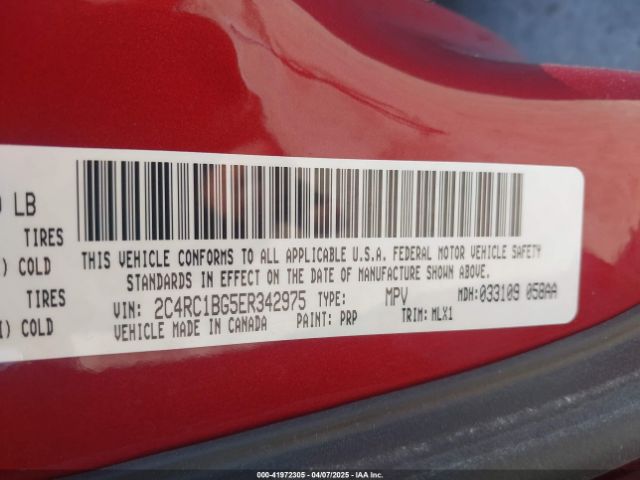 LB
TIRES
) COLD
TIRES
) COLD
THIS VEHICLE CONFORMS TO ALL APPLICABLE U.S.A. FEDERAL MOTOR VEHICLE SAFETY
STANDARDS IN EFFECT ON THE DATE OF MANUFACTURE SHOWN ABOVE.
VIN: 2C4RC1BG5ER342975 TYPE: MPV MDH:033109 058AA
VEHICLE MADE IN CANADA PAINT: PRP TRIM: MLX1
000-41972305 - 04/07/2025 - IAA Inc.